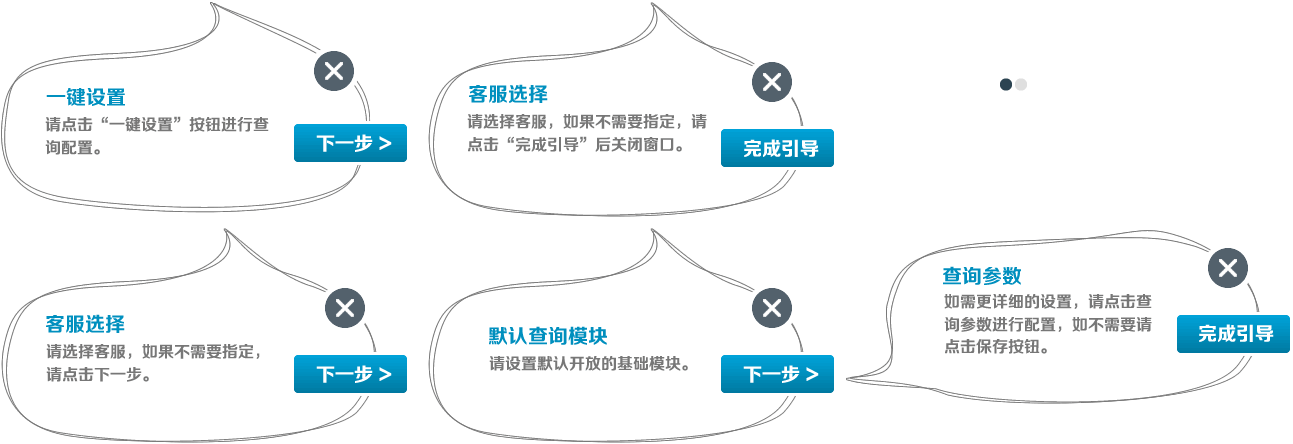 一键设置
请点击“一键设置”按钮进行查
询配置。
下一步 >
客服选择
请选择客服，如果不需要指定，请
点击“完成引导”后关闭窗口。
完成引导
客服选择
请选择客服，如果不需要指定，
请点击下一步。
下一步 >
默认查询模块
请设置默认开放的基础模块。
下一步 >
查询参数
如需更详细的设置，请点击查
询参数进行配置，如不需要请
点击保存按钮。
完成引导